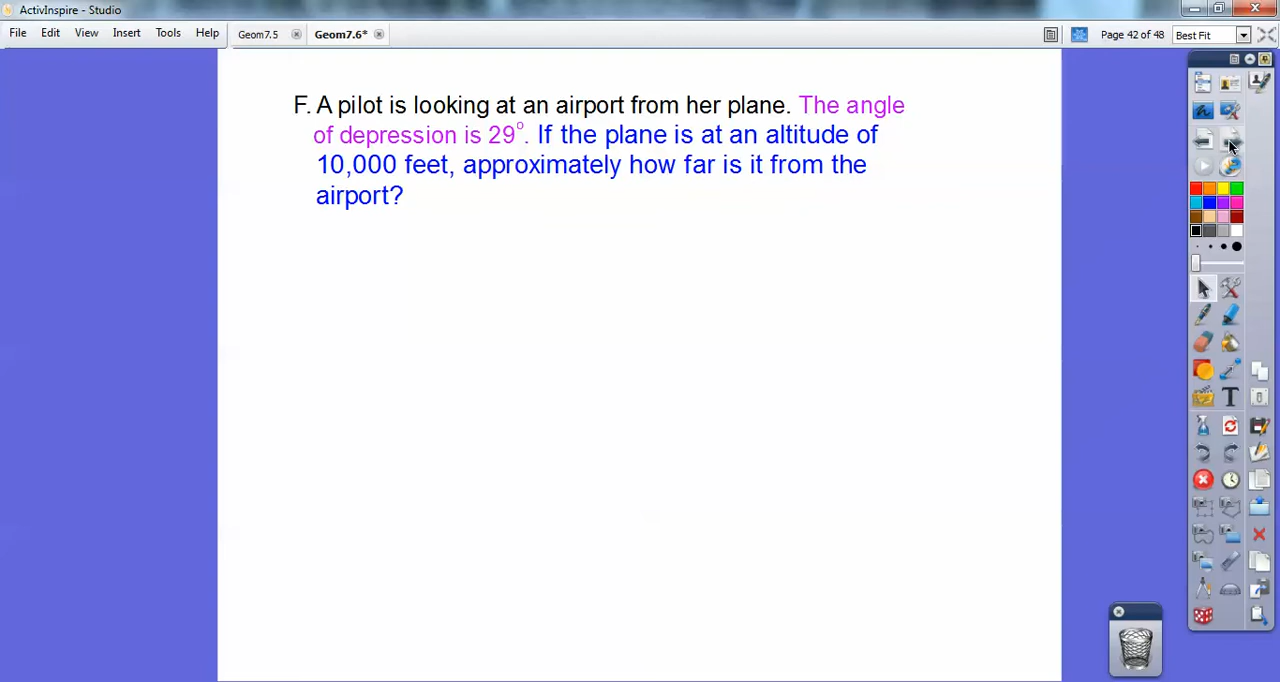 ActivInspire - Studio
File Edit View Insert Tools Help Geom7.5 Geom7.6* Page 42 of 48 Best Fit
F. A pilot is looking at an airport from her plane. The angle
of depression is 29°. If the plane is at an altitude of
10,000 feet, approximately how far is it from the
airport?